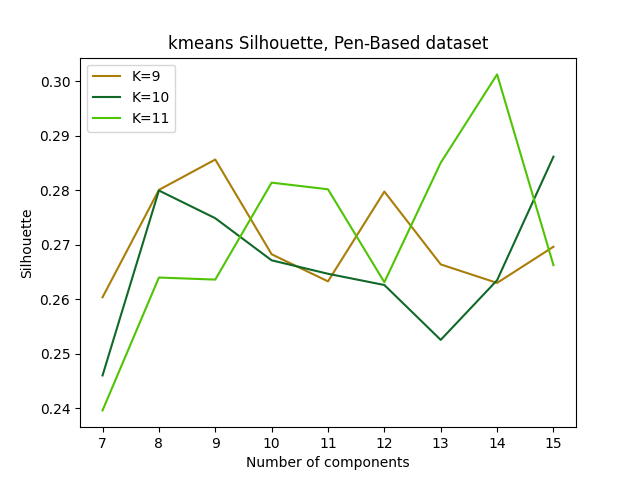 kmeans Silhouette, Pen-Based dataset
K=9
K=10
K=11
0.30
0.29
0.28
0.27
0.26
0.25
0.24
Silhouette
7 8 9 10 11 12 13 14 15
Number of components